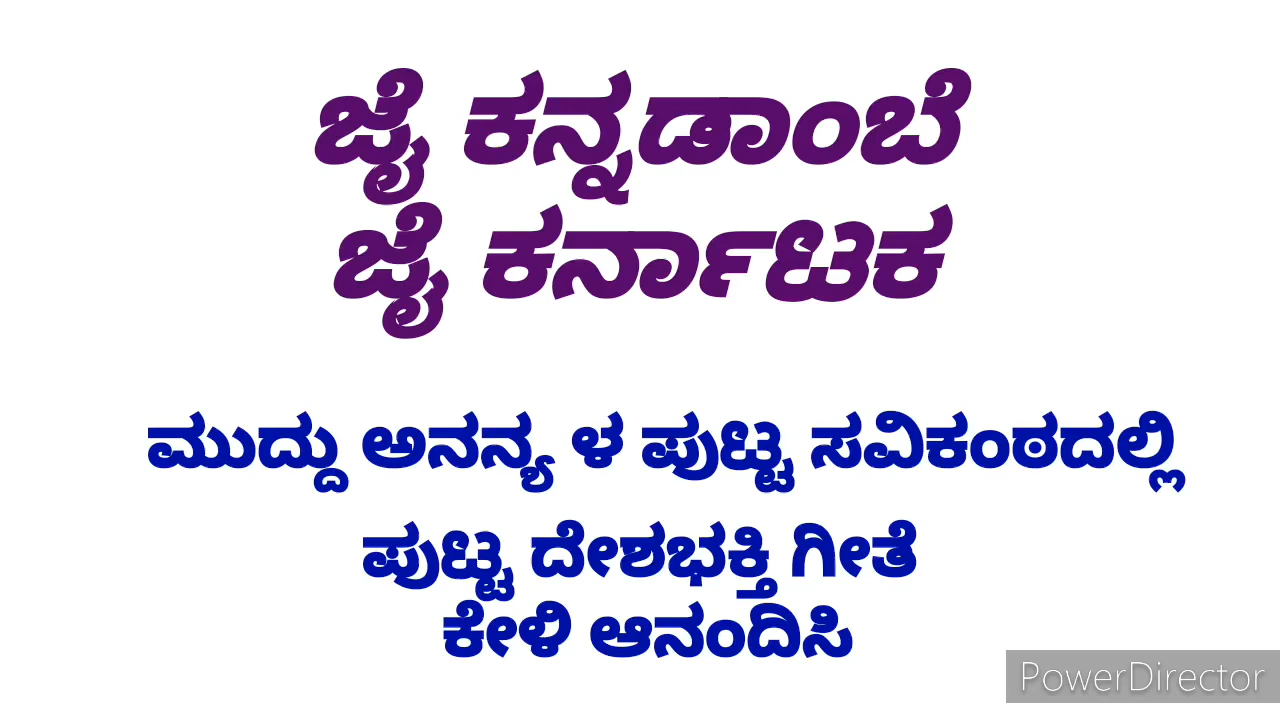 ಜೈ ಕನ್ನಡಾಂಬೆ
ಜೈ ಕರ್ನಾಟಕ
ಮುದ್ದು ಅನನ್ಯ ಳ ಪುಟ್ಟ ಸವಿಕಂಠದಲ್ಲಿ
ಪುಟ್ಟ ದೇಶಭಕ್ತಿ ಗೀತೆ
ಕೇಳಿ ಆನಂದಿಸಿ
PowerDirector